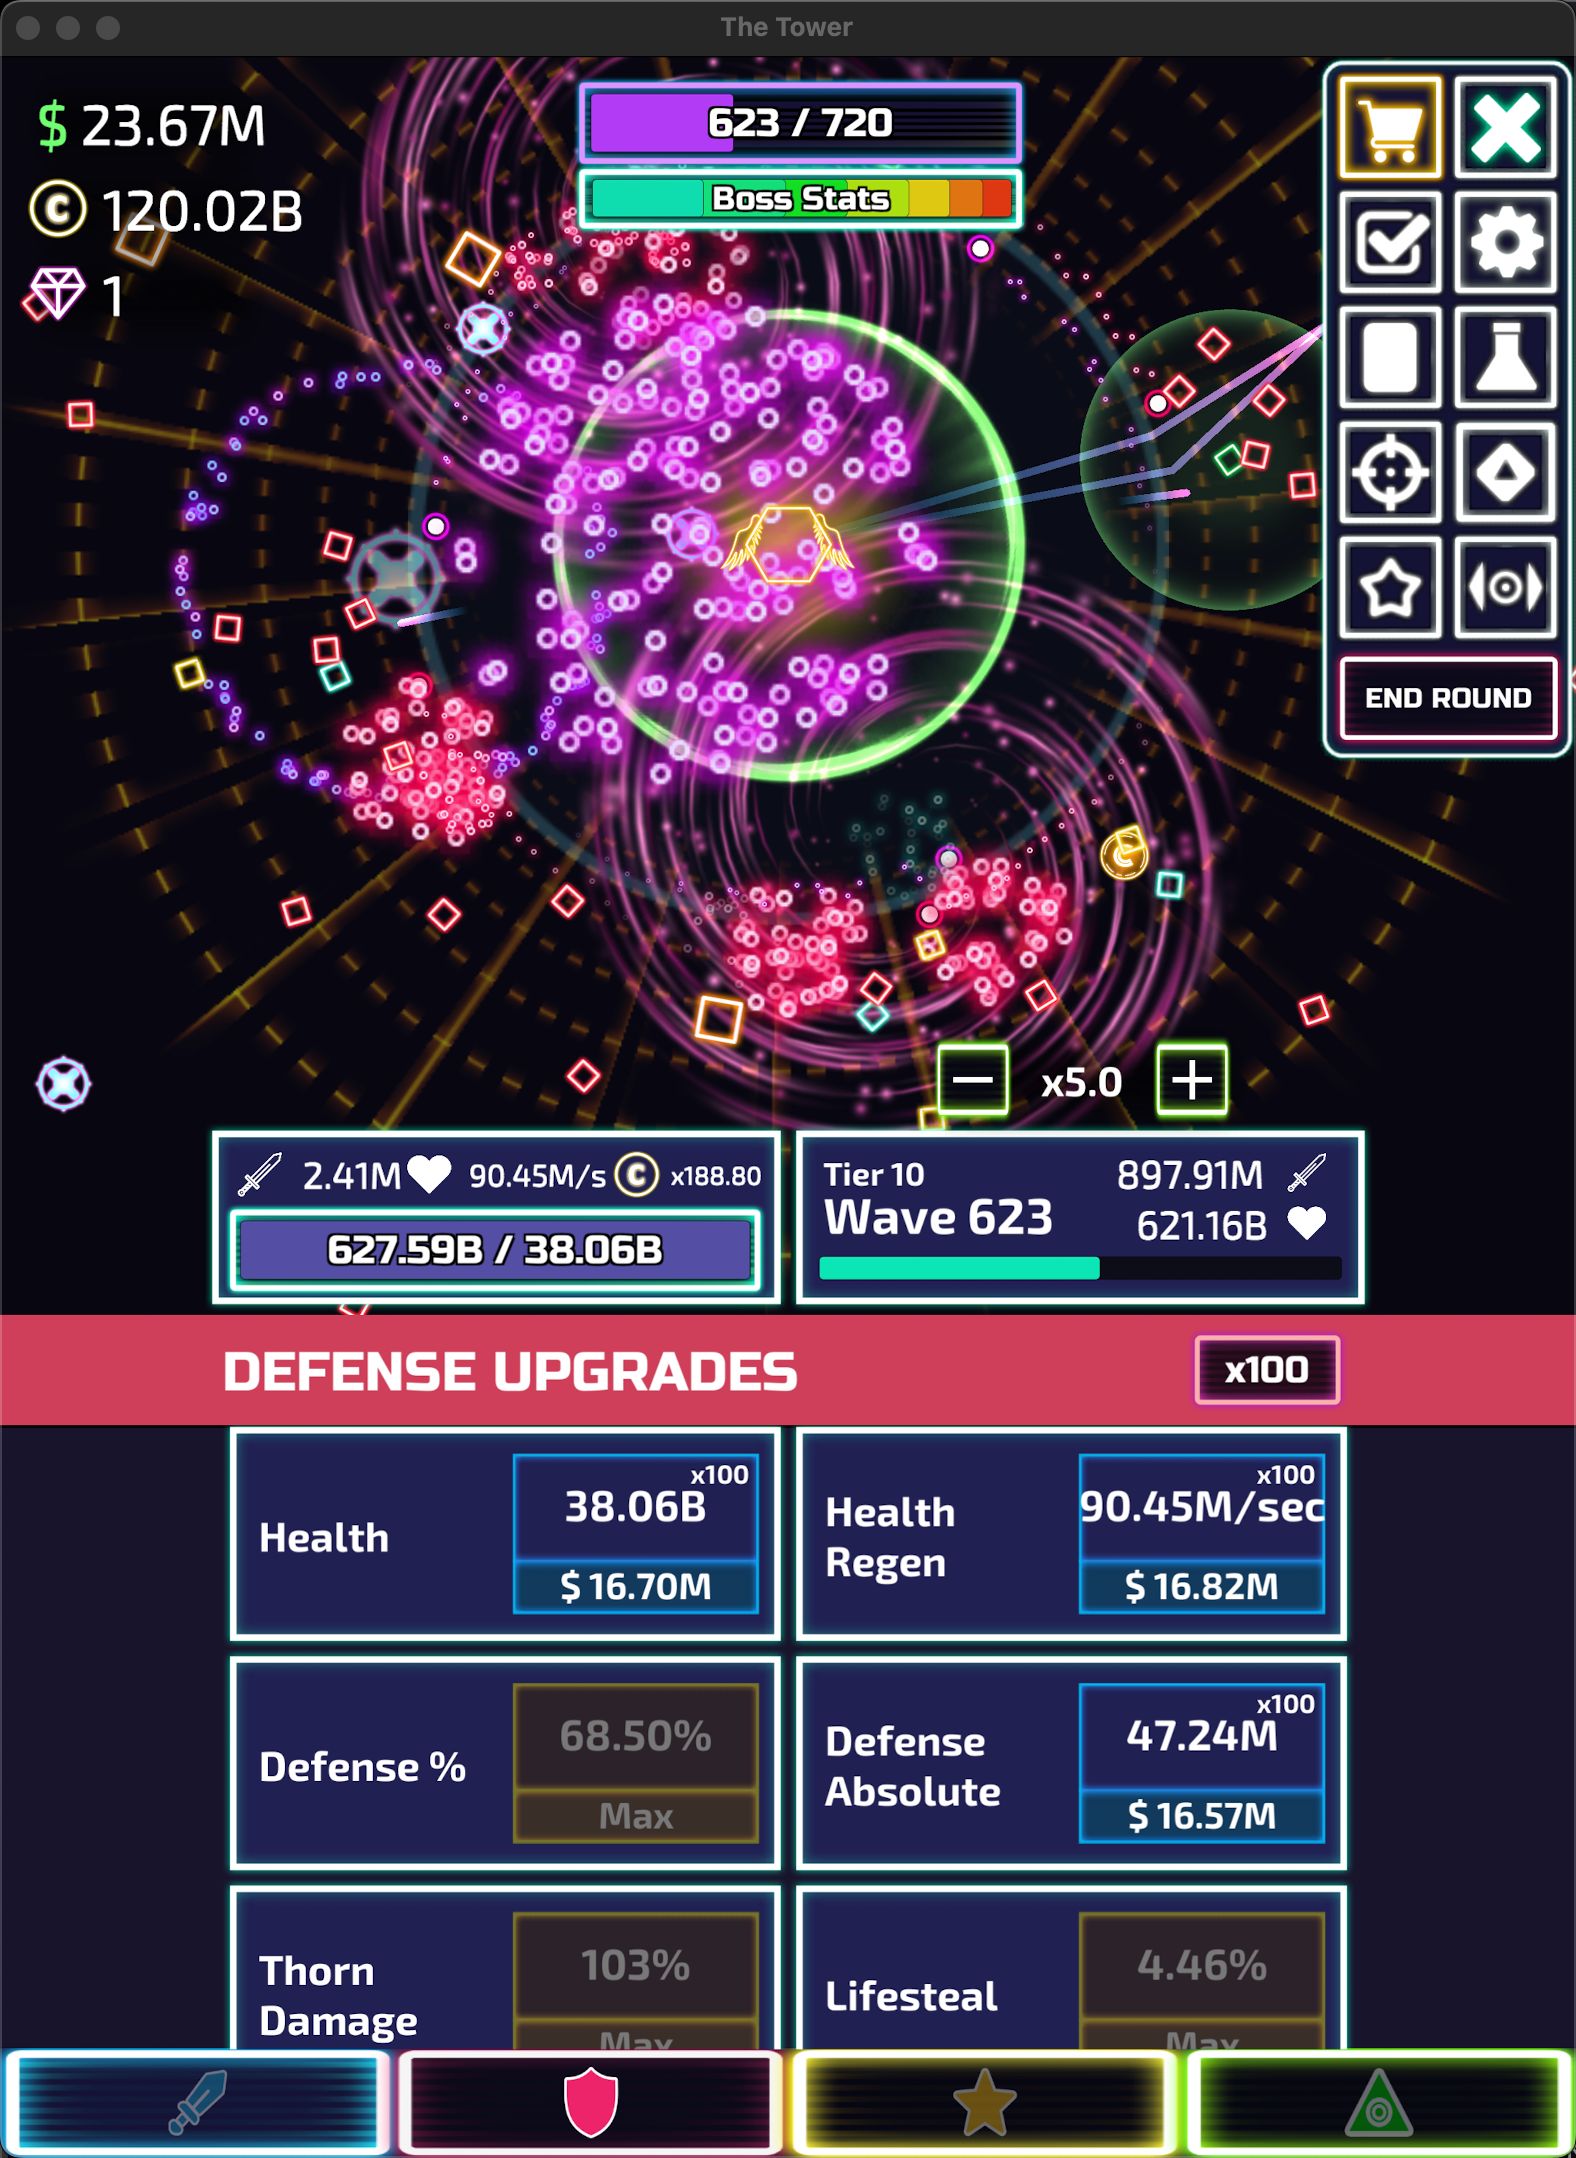 The Tower
$ 23.67M
C 120.02B
1
623 / 720
Boss Stats
END ROUND
x5.0
2.41M 90.45M/s C x188.80
627.59B / 38.06B
Tier 10 897.91M
Wave 623 621.16B
DEFENSE UPGRADES x100
Health
x100
38.06B
$ 16.70M
Health
Regen
x100
90.45M/sec
$ 16.82M
Defense %
68.50%
Max
Defense
Absolute
x100
47.24M
$ 16.57M
Thorn
Damage
103%
Max
Lifesteal
4.46%
Max